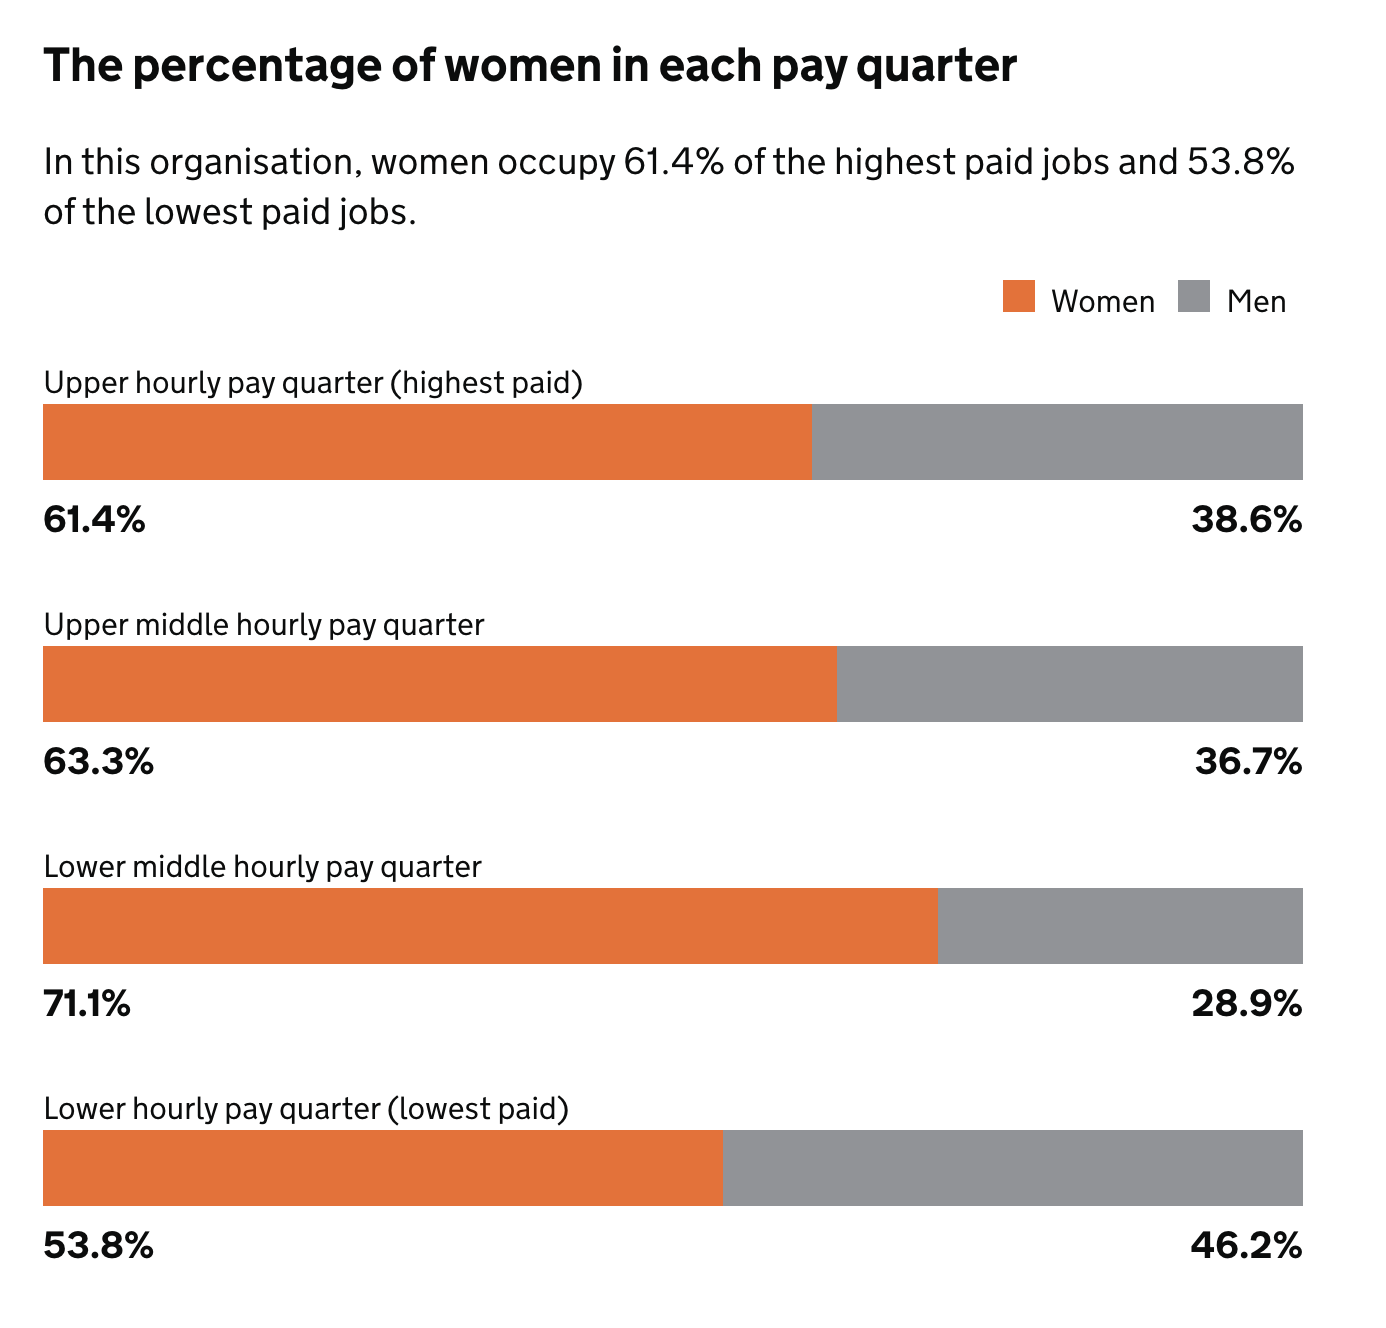 The percentage of women in each pay quarter
In this organisation, women occupy 61.4% of the highest paid jobs and 53.8%
of the lowest paid jobs.
Women Men
Upper hourly pay quarter (highest paid)
61.4% 38.6%
Upper middle hourly pay quarter
63.3% 36.7%
Lower middle hourly pay quarter
71.1% 28.9%
Lower hourly pay quarter (lowest paid)
53.8% 46.2%